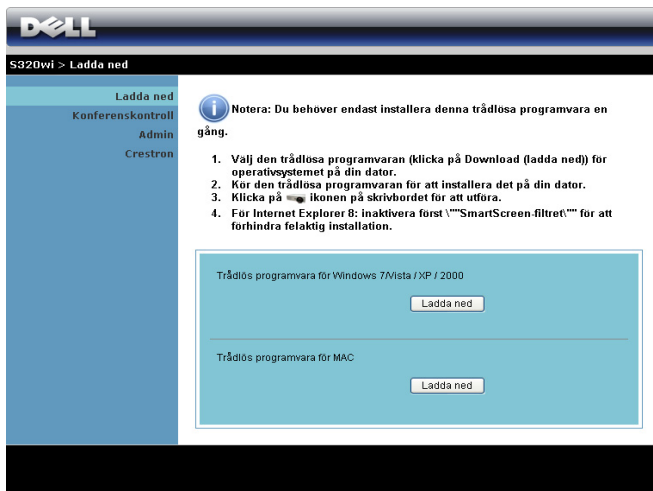 DELL
S320wi > Ladda ned
Ladda ned
Konferenskontroll
Admin
Crestron
Notera: Du behöver endast installera denna trådlösa programvara en
gång.
1. Välj den trådlösa programvaran (klicka på Download (ladda ned)) för
operativsystemet på din dator.
2. Kör den trådlösa programvaran för att installera det på din dator.
3. Klicka på ikonen på skrivbordet för att utföra.
4. För Internet Explorer 8: inaktivera först \""SmartScreen-filtret\"" för att
förhindra felaktig installation.
Trådlös programvara för Windows 7/Vista / XP / 2000
Ladda ned
Trådlös programvara för MAC
Ladda ned